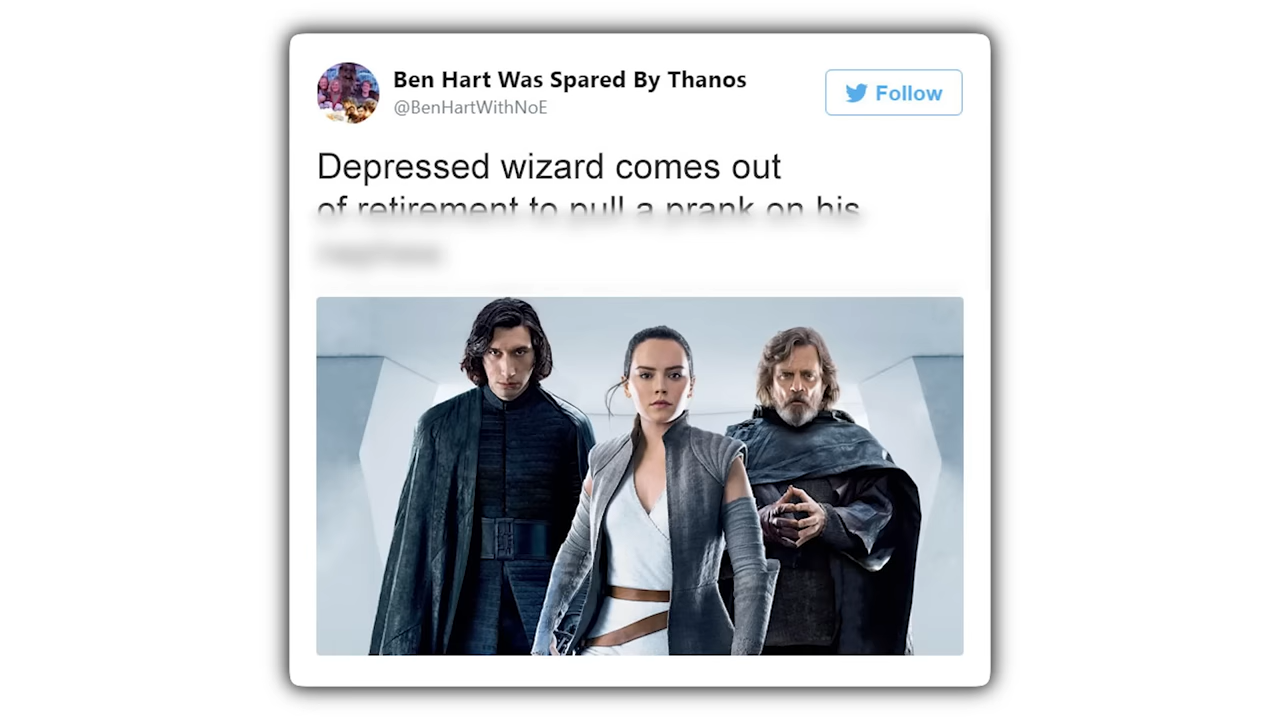 Ben Hart Was Spared By Thanos
@BenHartWithNoE
Follow
Depressed wizard comes out
of retirement to pull a prank on his
nephew